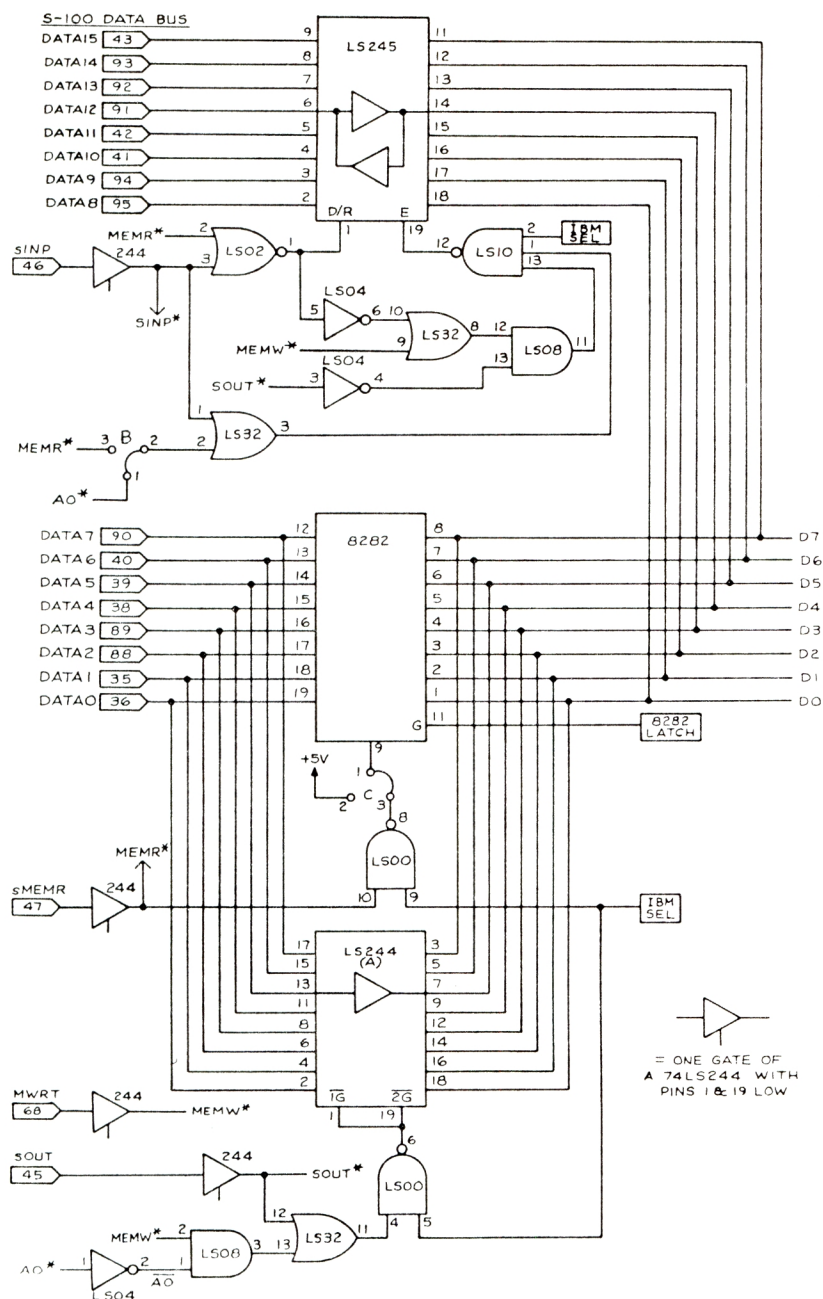 S-100 DATA BUS
DATA15 43 9 LS245 11
DATA14 93 8 12
DATA13 92 7 13
DATA12 91 6 14
DATA11 42 5 15
DATA10 41 4 16
DATA9 94 3 17
DATA8 95 2 18
D/R E
1 19
MEMR* 2 1 LS02 12 LS10 2 IBM SEL
1
13
sINP
46 244 3
SINP*
LS04
5 6 10 LS32 8 12 LS08 11
MEMW* 9
LS04
SOUT* 3 4 13
1 LS32 3
MEMR* 3 B 2 2
1
A0*
DATA7 90 12 8282 8 D7
DATA6 40 13 7 D6
DATA5 39 14 6 D5
DATA4 38 15 5 D4
DATA3 89 16 4 D3
DATA2 88 17 3 D2
DATA1 35 18 2 D1
DATA0 36 19 1 D0
G 11 8282 LATCH
9
+5V 1
2 C 3
8
LS00
MEMR*
sMEMR 244
47 10 9 IBM SEL
17 LS244 3
15 (A) 5
13 7
11 9
8 12
6 14
4 16
2 18
1G 2G
1 19
= ONE GATE OF
A 74LS244 WITH
PINS 1 & 19 LOW
MWRT 244
68 MEMW*
6
LS00
sOUT 244
45 SOUT*
4 5
12 LS32 11
MEMW* 2 LS08 3 13
A0* 1 2 A0 1
LS04